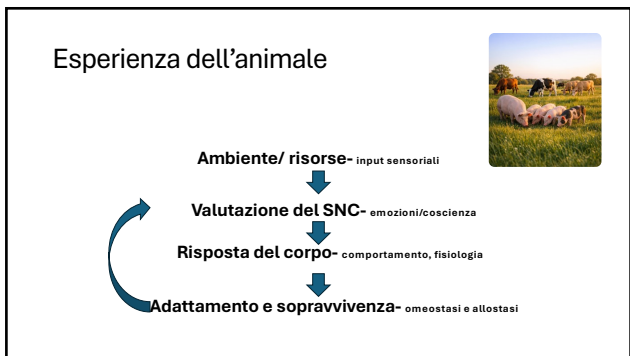 Esperienza dell’animale
Ambiente/ risorse- input sensoriali
Valutazione del SNC- emozioni/coscienza
Risposta del corpo- comportamento, fisiologia
Adattamento e sopravvivenza- omeostasi e allostasi